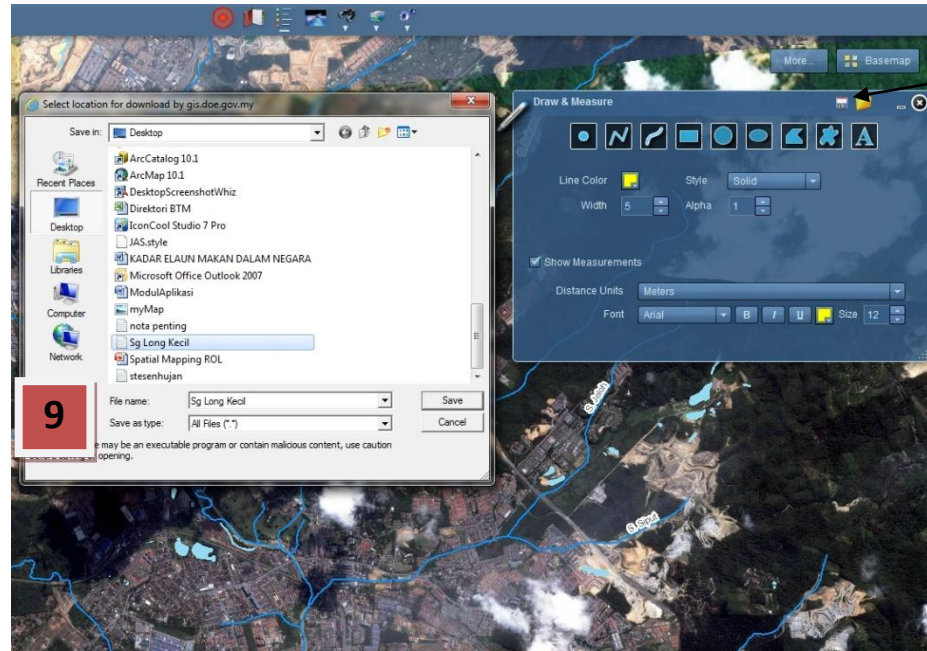 More...
Basemap
Select location for download by gis.doe.gov.my
Save in:
Desktop
Recent Places
Desktop
Libraries
Computer
Network
ArcCatalog 10.1
ArcMap 10.1
DesktopScreenshotWhiz
Direktori BTM
IconCool Studio 7 Pro
JAS.style
KADAR ELAUN MAKAN DALAM NEGARA
Microsoft Office Outlook 2007
ModulAplikasi
myMap
nota penting
Sg Long Kecil
Spatial Mapping ROL
stesenhujan
File name:
Sg Long Kecil
Save
Save as type:
All Files (*.*)
Cancel
may be an executable program or contain malicious content, use caution
opening.
9
Draw & Measure
A
Line Color
Style
Solid
Width
5
Alpha
1
Show Measurements
Distance Units
Meters
Font
Arial
B
I
U
Size
12
S. Jeloh
S. Sipul